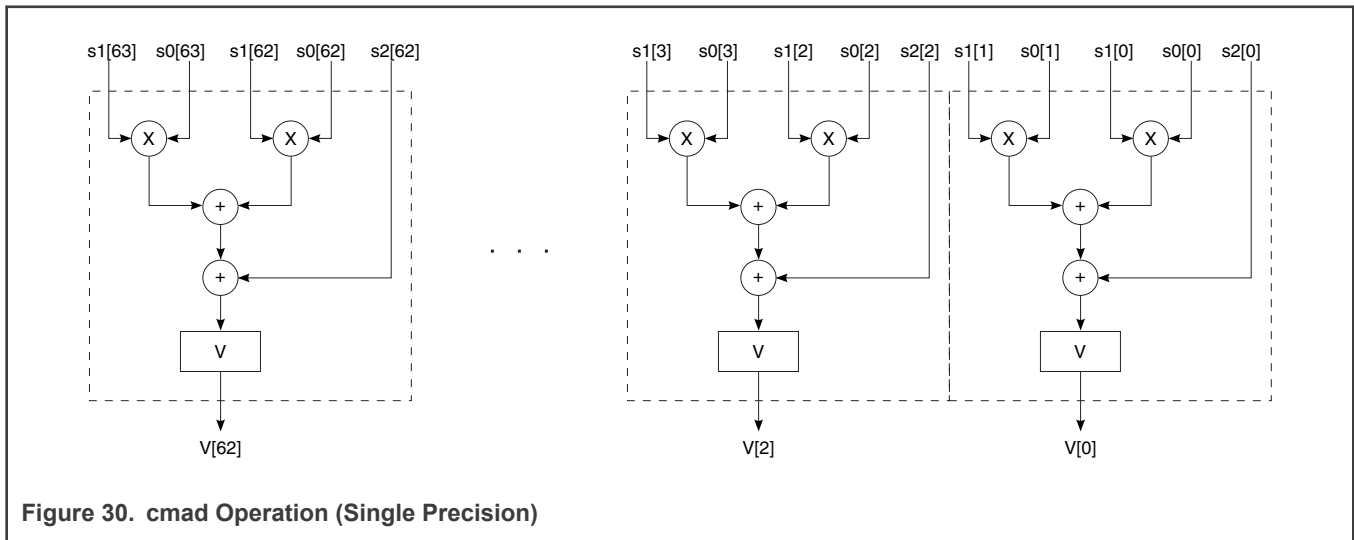 s1[63] s0[63] s1[62] s0[62] s2[62] s1[3] s0[3] s1[2] s0[2] s2[2] s1[1] s0[1] s1[0] s0[0] s2[0]
X X X X X X
+ + +
. . .
+ + +
V V V
V[62] V[2] V[0]
Figure 30. cmad Operation (Single Precision)